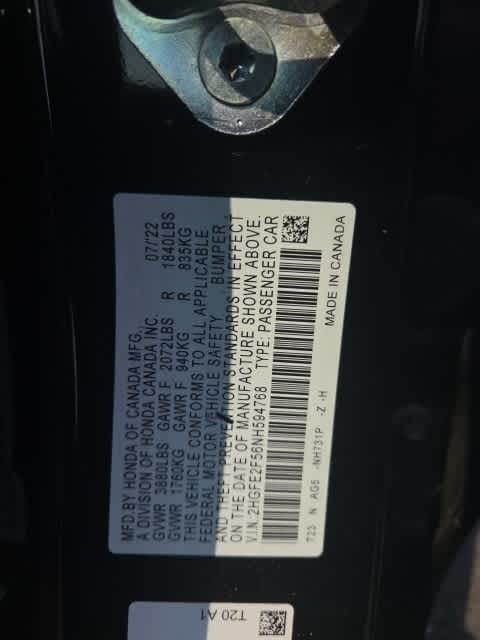 MFD.BY HONDA OF CANADA MFG., 07/'22
A DIVISION OF HONDA CANADA INC.
GVWR 3880LBS GAWR F 2072LBS R 1840LBS
GVWR 1760KG GAWR F 940KG R 835KG
THIS VEHICLE CONFORMS TO ALL APPLICABLE
FEDERAL MOTOR VEHICLE SAFETY BUMPER,
AND THEFT PREVENTION STANDARDS IN EFFECT
ON THE DATE OF MANUFACTURE SHOWN ABOVE.
V.I.N.:2HGFE2F56NH594768 TYPE: PASSENGER CAR
T23 N AG5 -NH731P -Z -H MADE IN CANADA
T20 A1